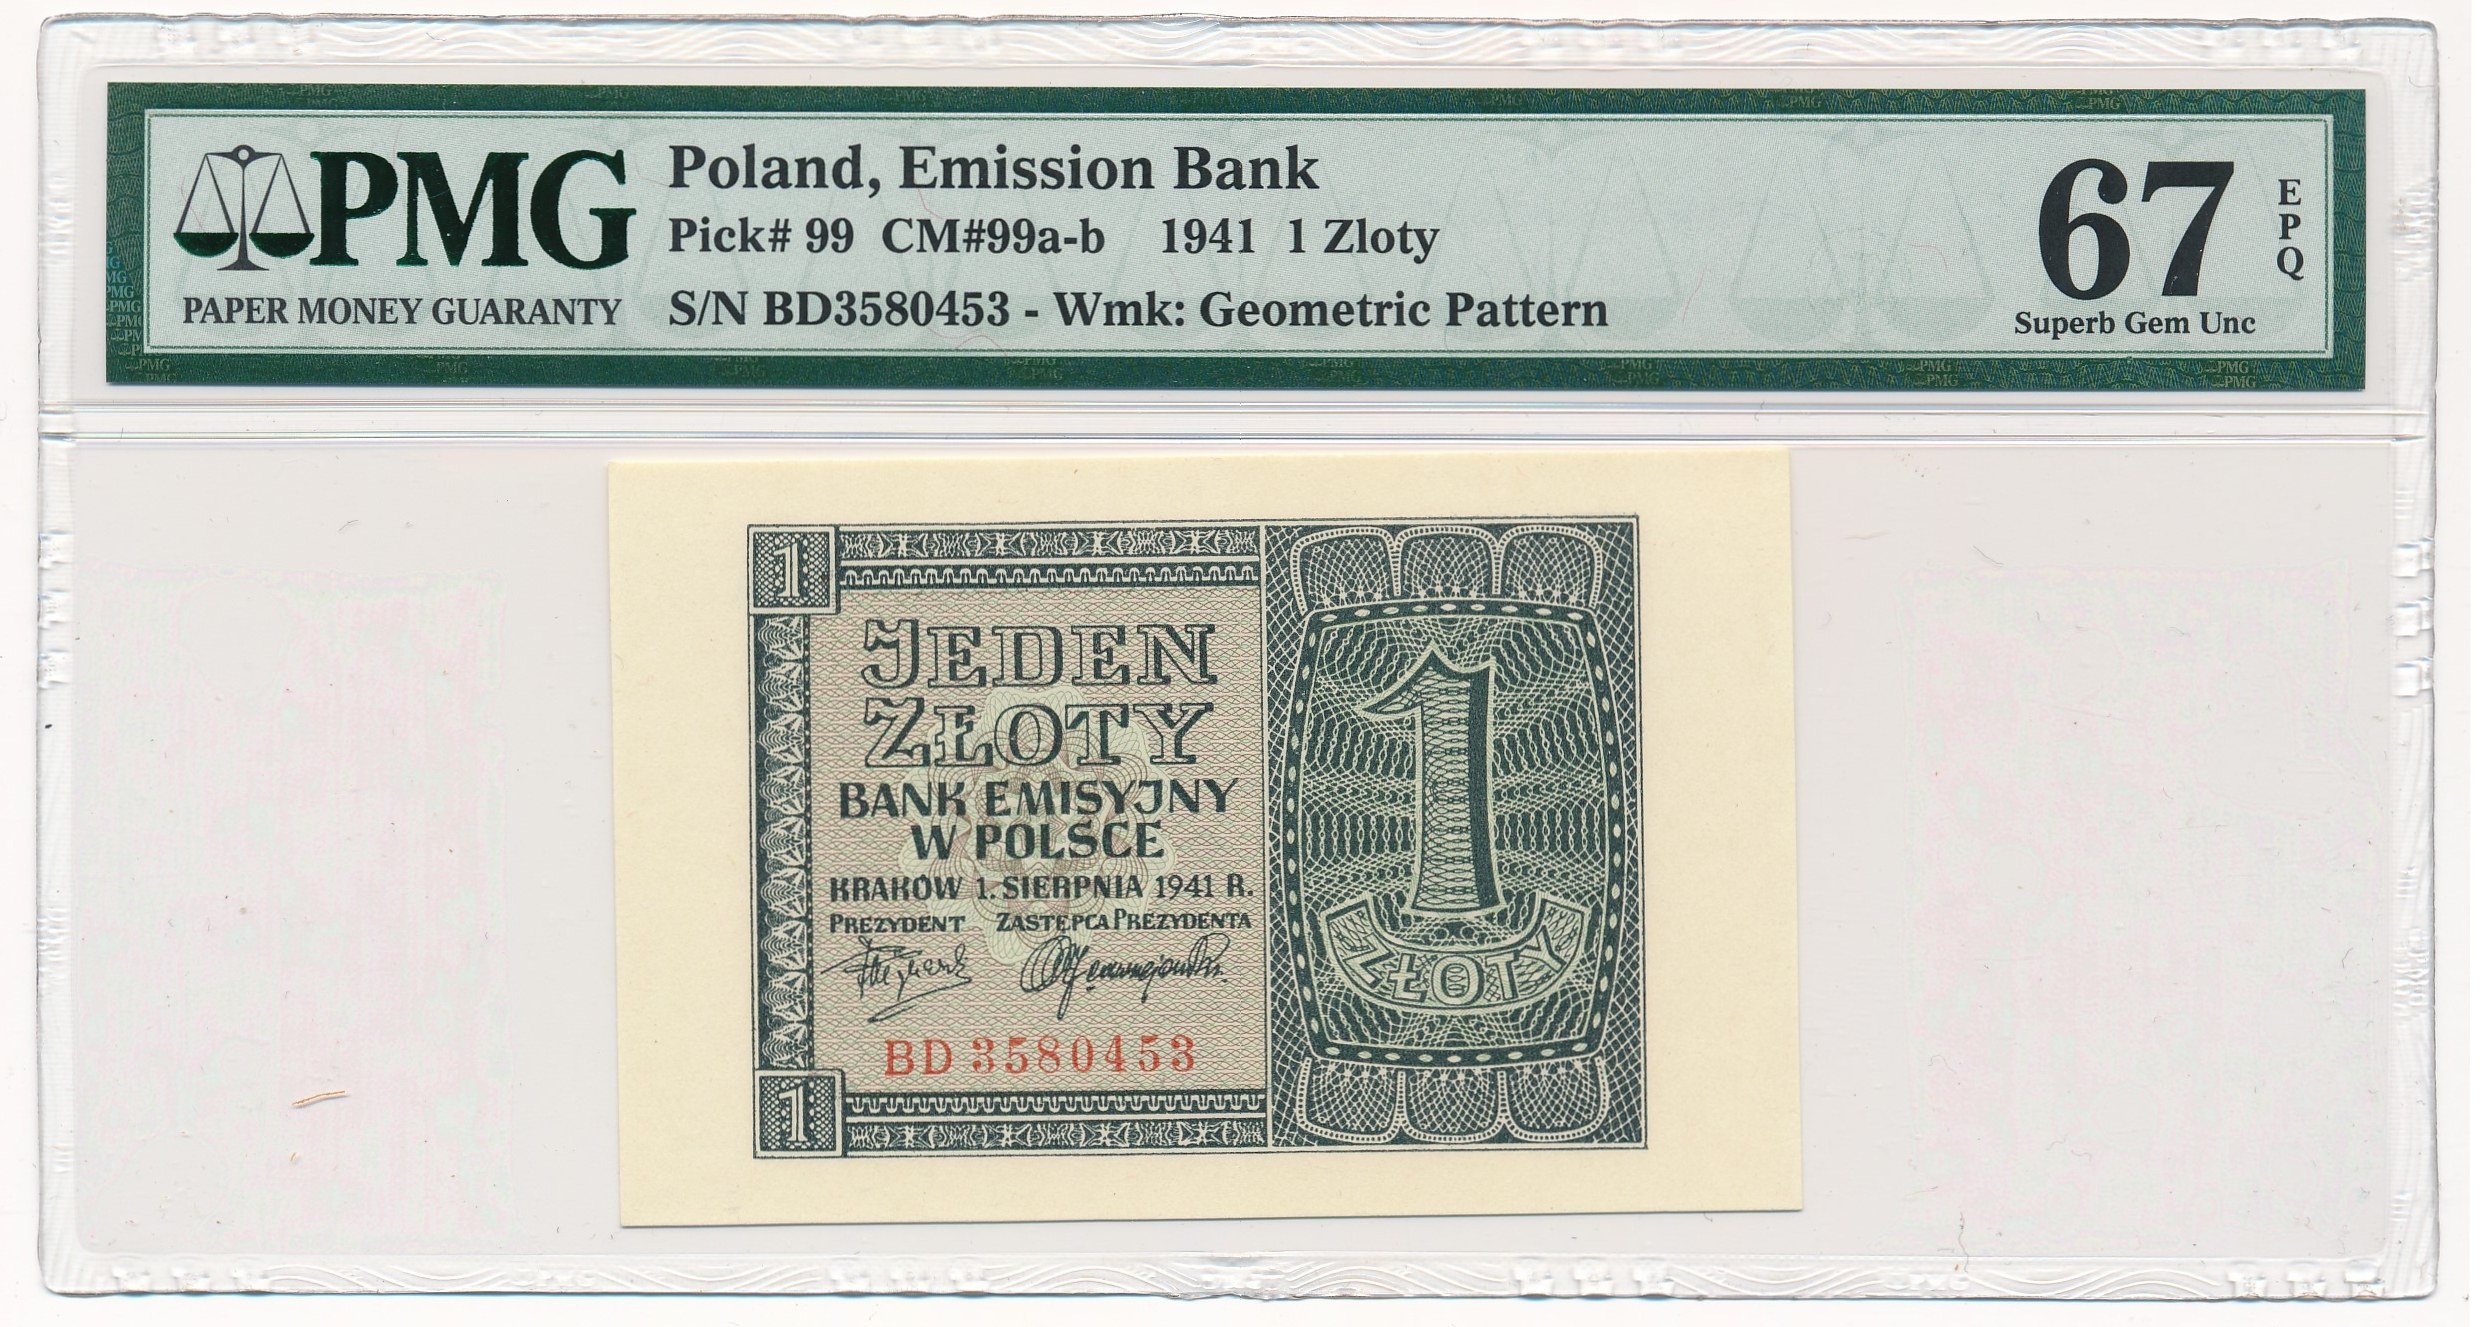 PMG
PAPER MONEY GUARANTY
Poland, Emission Bank
Pick# 99 CM#99a-b 1941 1 Zloty
S/N BD3580453 - Wmk: Geometric Pattern
67
EPQ
Superb Gem Unc
1
JEDEN
ZŁOTY
BANK EMISYJNY
W POLSCE
KRAKÓW 1. SIERPNIA 1941 R.
PREZYDENT ZASTĘPCA PREZYDENTA
BD 3580453
1
1
ZŁOTY